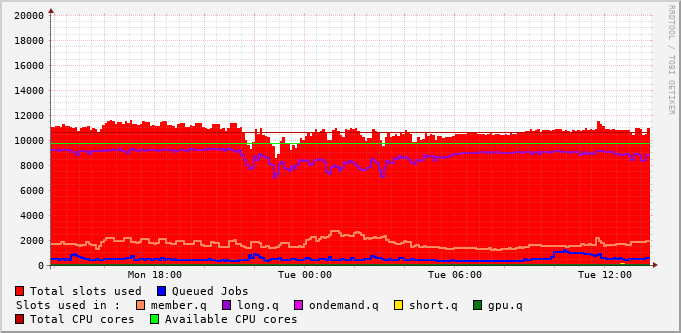 20000
18000
16000
14000
12000
10000
8000
6000
4000
2000
0
Mon 18:00 Tue 00:00 Tue 06:00 Tue 12:00
Total slots used Queued Jobs
Slots used in : member.q long.q ondemand.q short.q gpu.q
Total CPU cores Available CPU cores
RRDTOOL / TOBI OETIKER